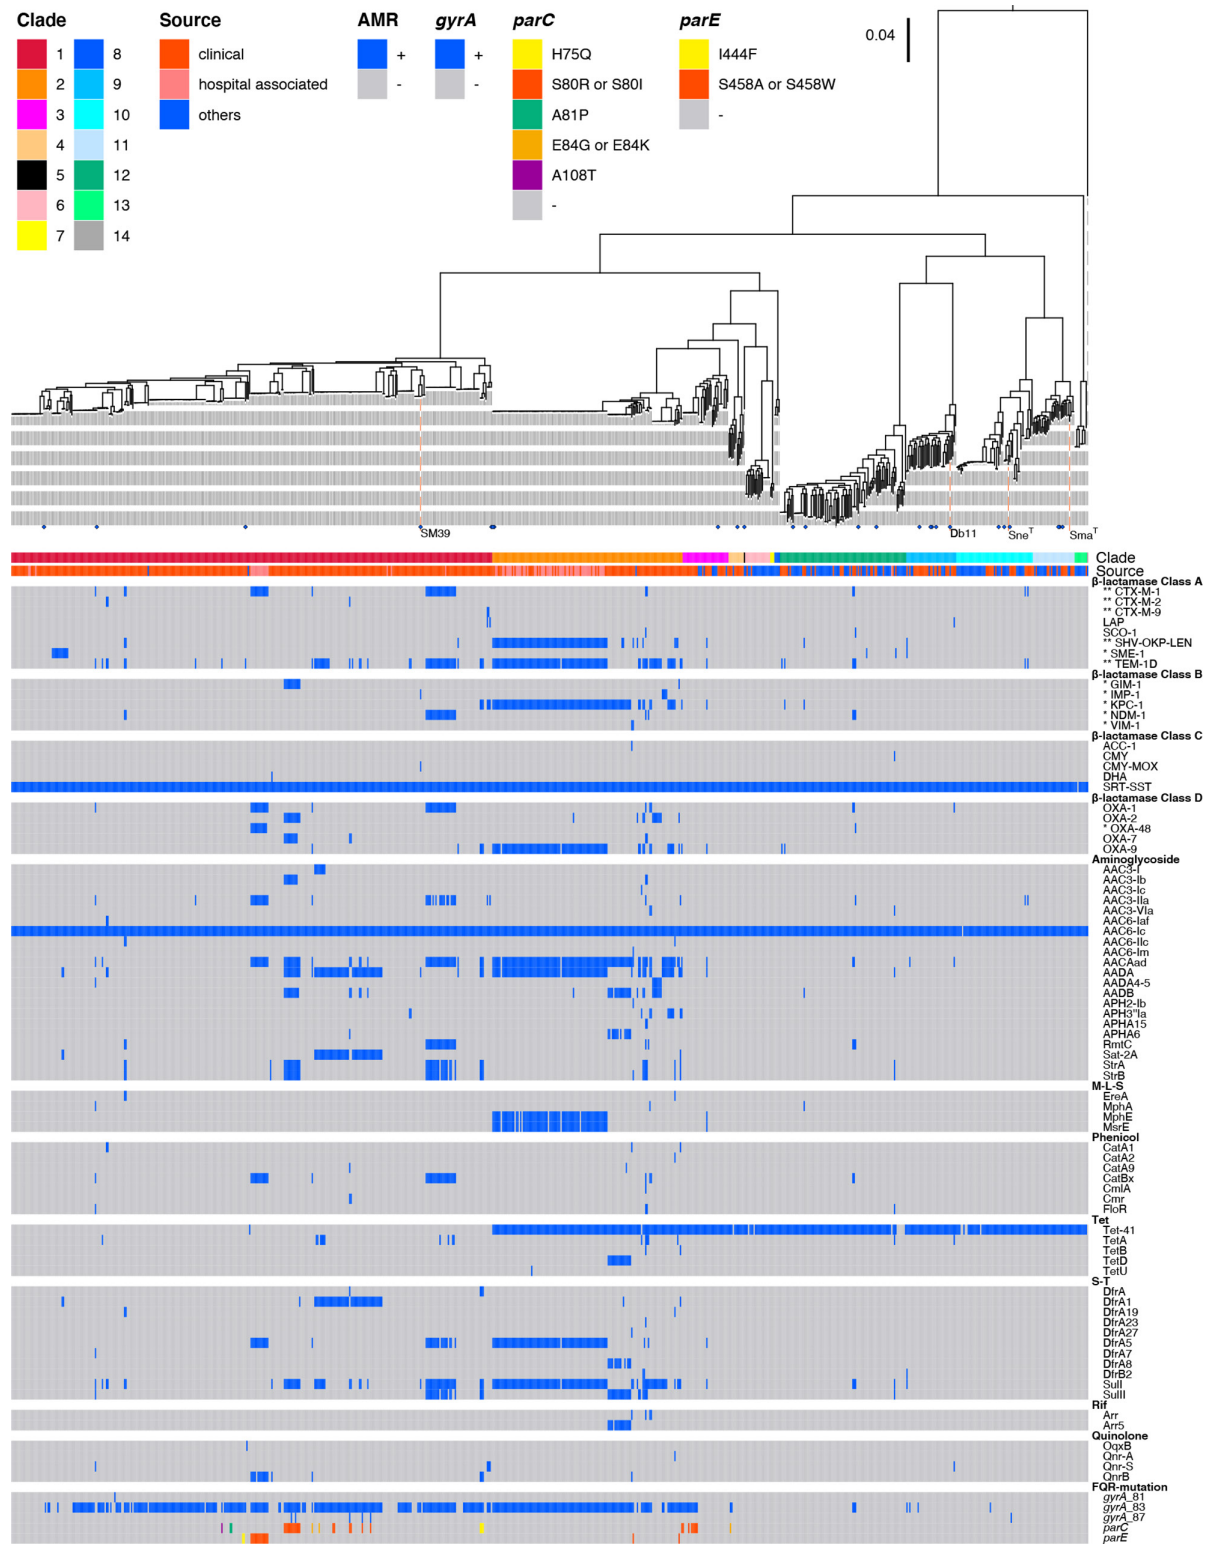 Clade
1
2
3
4
5
6
7
8
9
10
11
12
13
14
Source
clinical
hospital associated
others
AMR
+
-
gyrA
+
-
parC
H75Q
S80R or S80I
A81P
E84G or E84K
A108T
-
parE
I444F
S458A or S458W
-
0.04
SM39
Db11
SneT
SmaT
Clade
Source
β-lactamase Class A
** CTX-M-1
** CTX-M-2
** CTX-M-9
LAP
SCO-1
** SHV-OKP-LEN
* SME-1
** TEM-1D
β-lactamase Class B
* GIM-1
* IMP-1
* KPC-1
* NDM-1
* VIM-1
β-lactamase Class C
ACC-1
CMY
CMY-MOX
DHA
SRT-SST
β-lactamase Class D
OXA-1
OXA-2
* OXA-48
OXA-7
OXA-9
Aminoglycoside
AAC3-I
AAC3-Ib
AAC3-Ic
AAC3-IIa
AAC3-VIa
AAC6-Iaf
AAC6-Ic
AAC6-IIc
AAC6-Im
AACAad
AADA
AADA4-5
AADB
APH2-Ib
APH3"Ia
APHA15
APHA6
RmtC
Sat-2A
StrA
StrB
M-L-S
EreA
MphA
MphE
MsrE
Phenicol
CatA1
CatA2
CatA9
CatBx
CmlA
Cmr
FloR
Tet
Tet-41
TetA
TetB
TetD
TetU
S-T
DfrA
DfrA1
DfrA19
DfrA23
DfrA27
DfrA5
DfrA7
DfrA8
DfrB2
SulI
SulII
Rif
Arr
Arr5
Quinolone
OqxB
Qnr-A
Qnr-S
QnrB
FQR-mutation
gyrA_81
gyrA_83
gyrA_87
parC
parE